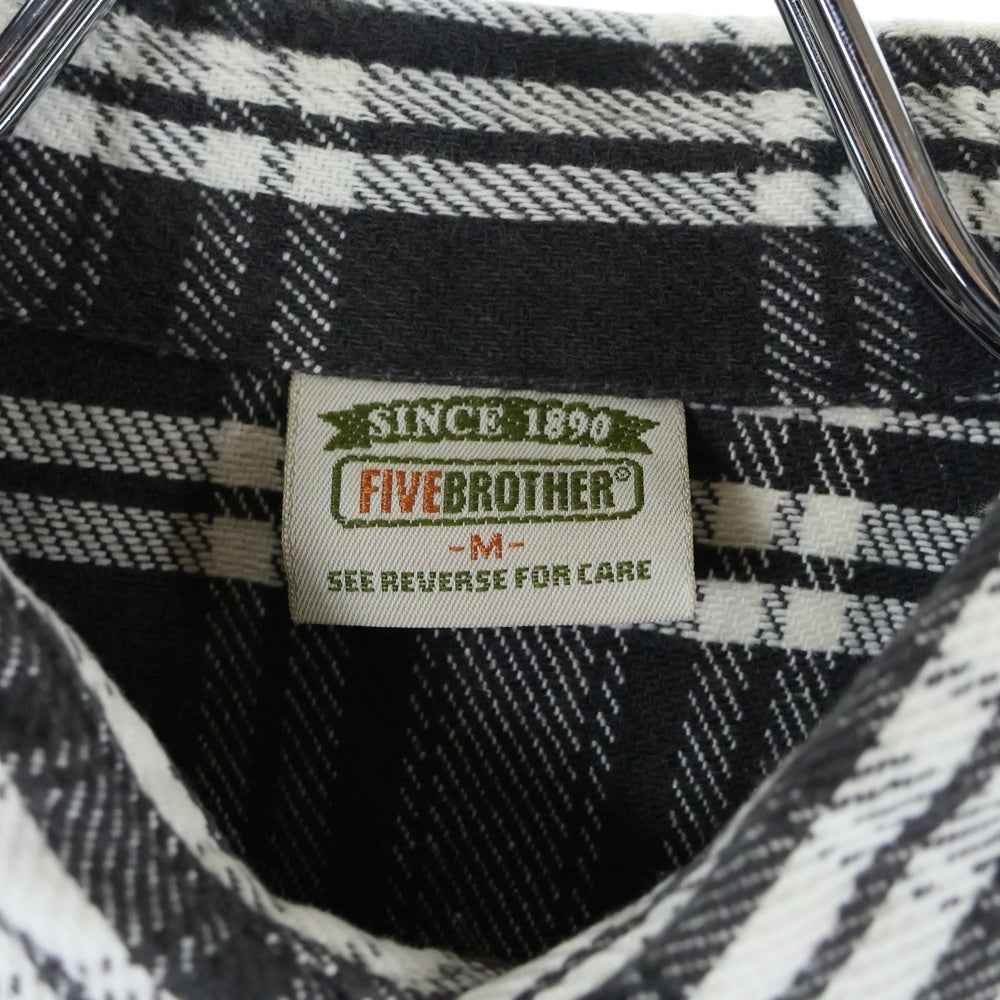 SINCE 1890
FIVEBROTHER®
-M-
SEE REVERSE FOR CARE